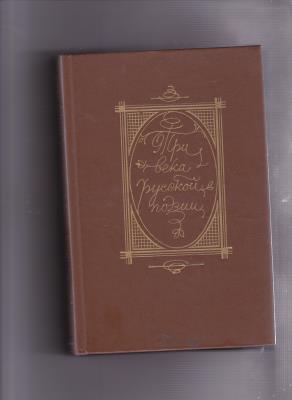 Три
века
русской
поэзии